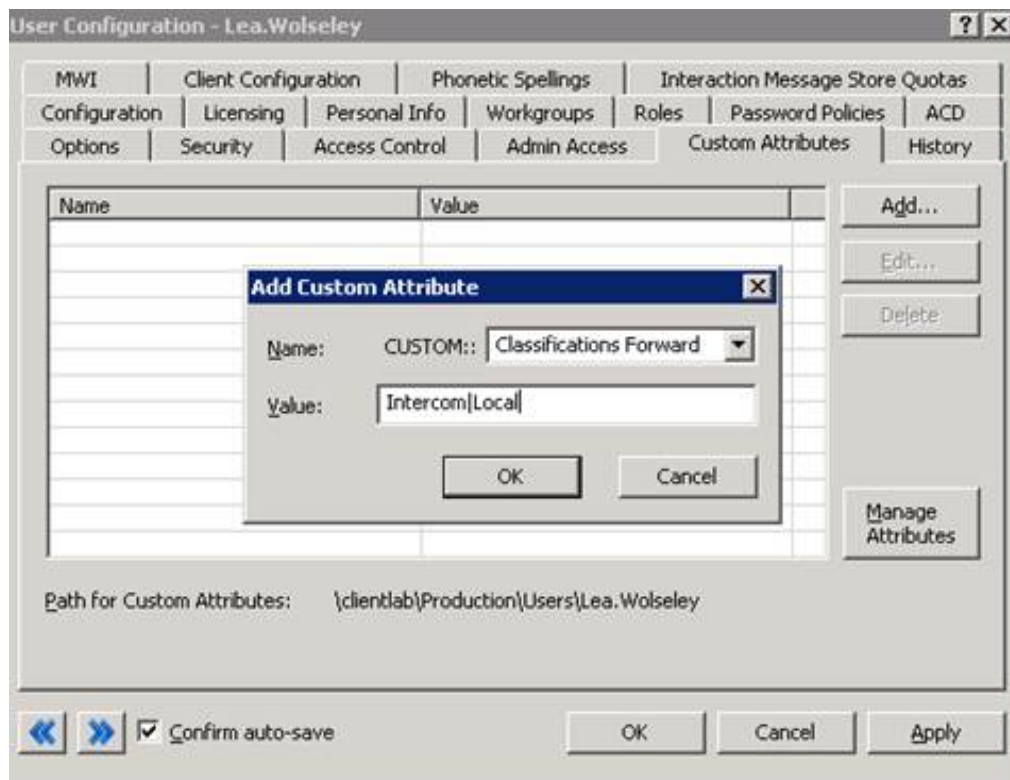 User Configuration - Lea.Wolseley
MWI Client Configuration Phonetic Spellings Interaction Message Store Quotas
Configuration Licensing Personal Info Workgroups Roles Password Policies ACD
Options Security Access Control Admin Access Custom Attributes History
Name Value
Add...
Edit...
Delete
Add Custom Attribute
Name: CUSTOM:: Classifications Forward
Value: Intercom|Local
OK Cancel
Manage Attributes
Path for Custom Attributes: \clientlab\Production\Users\Lea.Wolseley
Confirm auto-save OK Cancel Apply